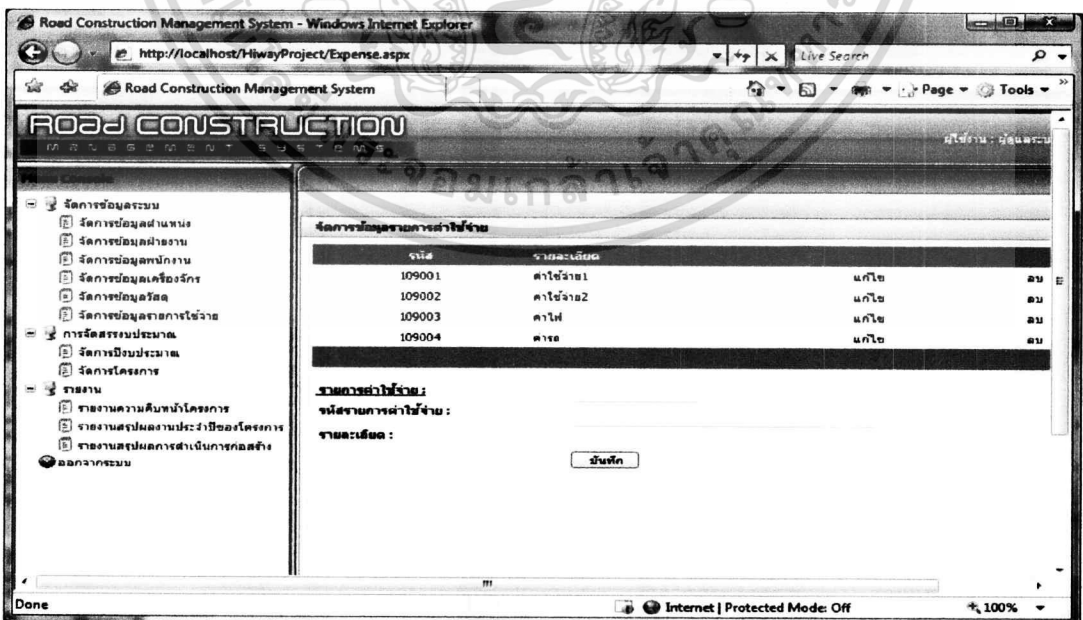 Road Construction Management System - Windows Internet Explorer
http://localhost/HiwayProject/Expense.aspx
Live Search
Road Construction Management System
Page
Tools
ROAD CONSTRUCTION
MANAGEMENT SYSTEMS
ผู้ใช้งาน : ผู้ดูแลระบ
จัดการข้อมูลระบบ
จัดการข้อมูลตำแหน่ง
จัดการข้อมูลฝ่ายงาน
จัดการข้อมูลพนักงาน
จัดการข้อมูลเครื่องจักร
จัดการข้อมูลวัสดุ
จัดการข้อมูลรายการใช้จ่าย
การจัดสรรงบประมาณ
จัดการปีงบประมาณ
จัดการโครงการ
รายงาน
รายงานความคืบหน้าโครงการ
รายงานสรุปผลงานประจำปีของโครงการ
รายงานสรุปผลการดำเนินการก่อสร้าง
ออกจากระบบ
จัดการข้อมูลรายการค่าใช้จ่าย
รหัส รายละเอียด
109001 ค่าใช้จ่าย1 แก้ไข ลบ
109002 ค่าใช้จ่าย2 แก้ไข ลบ
109003 ค่าไฟ แก้ไข ลบ
109004 ค่ารถ แก้ไข ลบ
รายการค่าใช้จ่าย :
รหัสรายการค่าใช้จ่าย :
รายละเอียด :
บันทึก
Done
Internet | Protected Mode: Off
100%